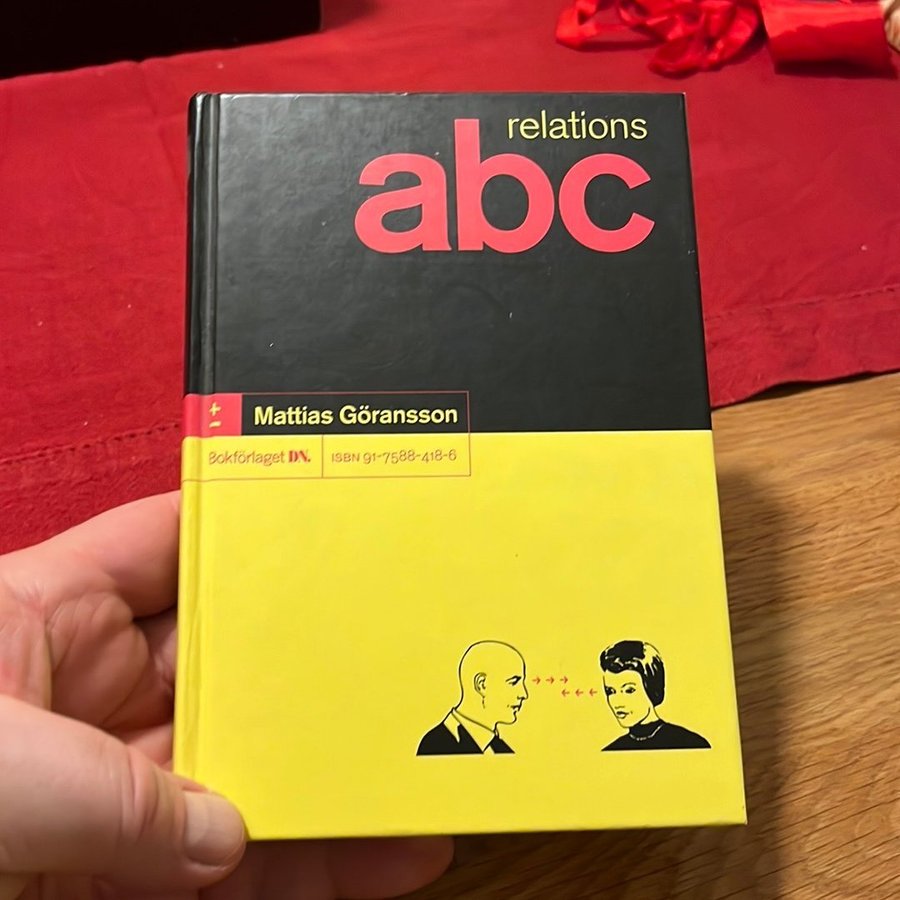 relations
abc
+
–
Mattias Göransson
Bokförlaget DN.
ISBN 91-7588-418-6